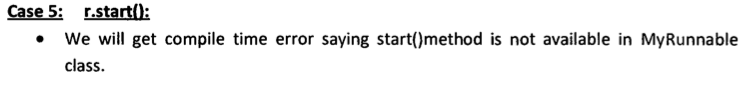 Case 5: r.start():
• We will get compile time error saying start()method is not available in MyRunnable
class.